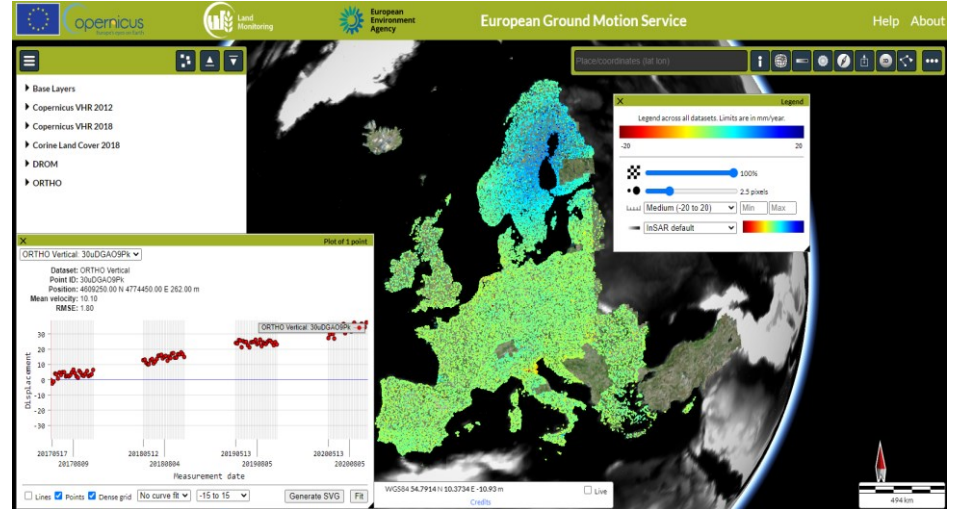 Copernicus
Land
Monitoring
European
Environment
Agency
European Ground Motion Service
Help About
Place/coordinates (lat lon)
Base Layers
Copernicus VHR 2012
Copernicus VHR 2018
Corine Land Cover 2018
DROM
ORTHO
Legend
Legend across all datasets. Limits are in mm/year.
-20 20
100%
2.5 pixels
Medium (-20 to 20) Min Max
InSAR default
Plot of 1 point
ORTHO Vertical: 30uDGAO9Pk
Dataset: ORTHO Vertical
Point ID: 30uDGAO9Pk
Position: 4609250.00 N 4774450.00 E 262.00 m
Mean velocity: 10.10
RMSE: 1.80
ORTHO Vertical: 30uDGAO9Pk
Displacement
30
20
10
0
-10
-20
-30
20170517 20180512 20190513 20200513
20170809 20180804 20190805 20200805
Measurement date
Lines Points Dense grid No curve fit -15 to 15 Generate SVG Fit
WGS84 54.7914 N 10.3734 E -10.93 m Live
Credits
494 km